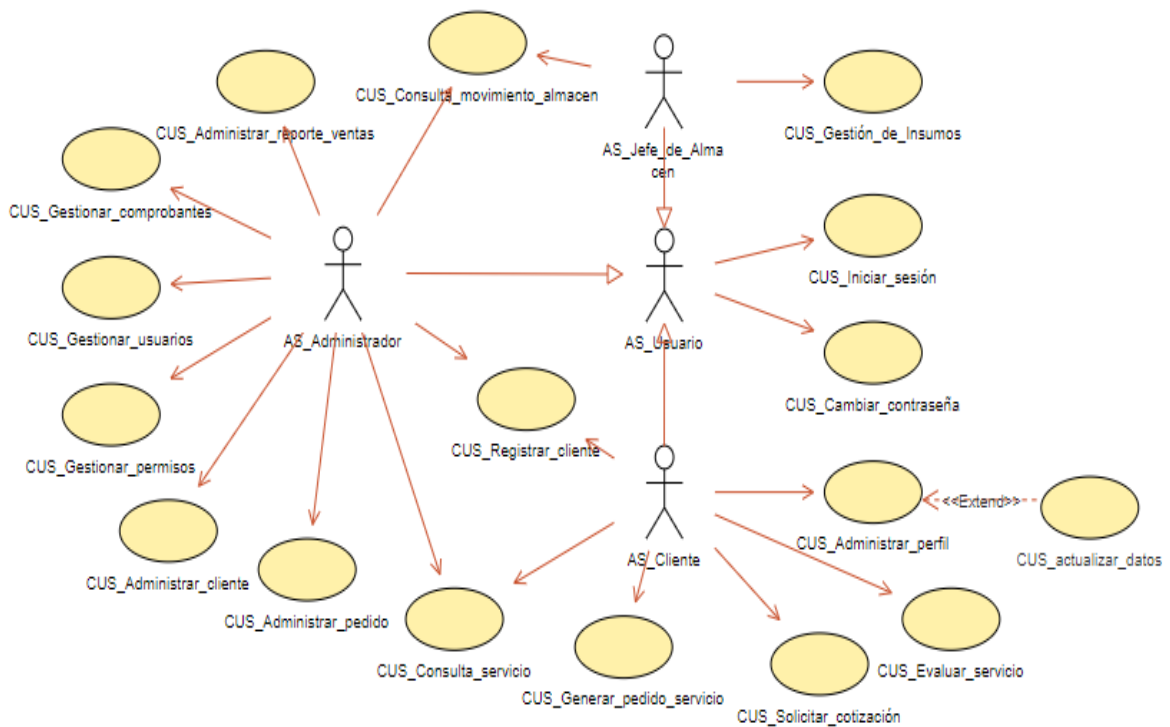 CUS_Consulta_movimiento_almacen
CUS_Administrar_reporte_ventas
AS_Jefe_de_Alma
cen
CUS_Gestión_de_Insumos
CUS_Gestionar_comprobantes
CUS_Iniciar_sesión
CUS_Gestionar_usuarios
AS_Administrador
AS_Usuario
CUS_Cambiar_contraseña
CUS_Registrar_cliente
CUS_Gestionar_permisos
<<Extend>>
CUS_Administrar_perfil
CUS_actualizar_datos
AS_Cliente
CUS_Administrar_cliente
CUS_Administrar_pedido
CUS_Consulta_servicio
CUS_Evaluar_servicio
CUS_Generar_pedido_servicio
CUS_Solicitar_cotización